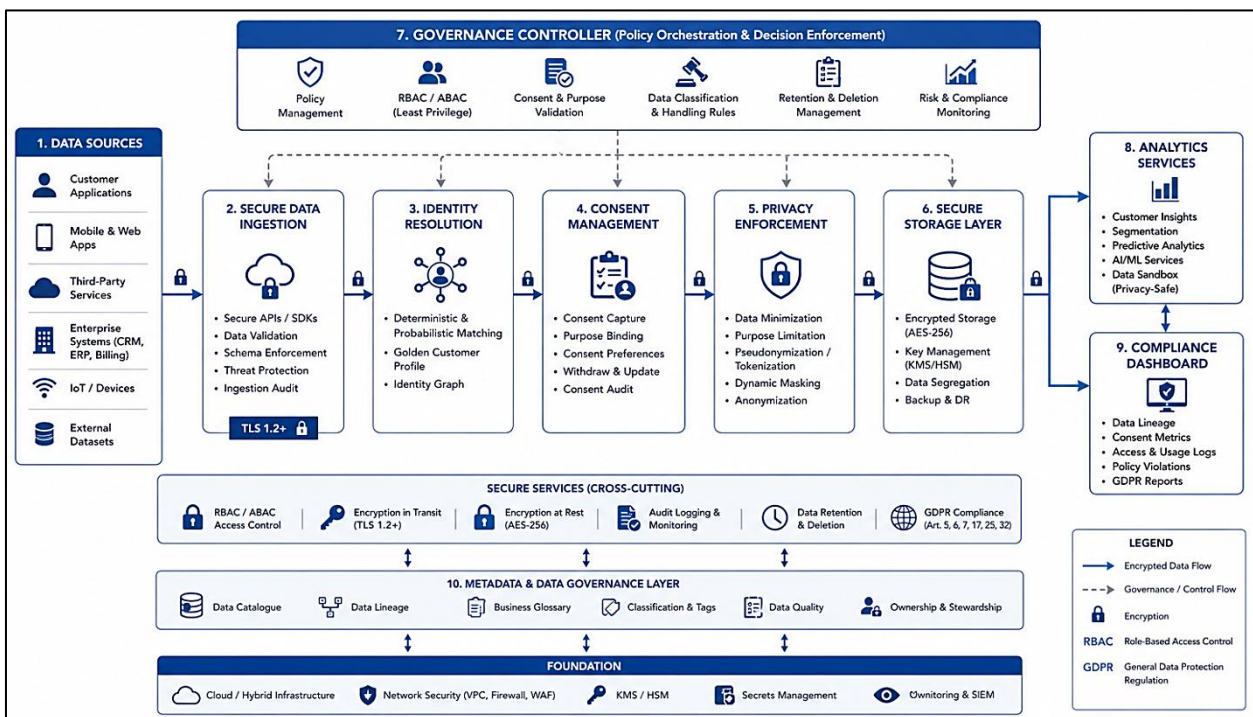 7. GOVERNANCE CONTROLLER (Policy Orchestration & Decision Enforcement)
Policy
Management
RBAC / ABAC
(Least Privilege)
Consent & Purpose
Validation
Data Classification
& Handling Rules
Retention & Deletion
Management
Risk & Compliance
Monitoring
1. DATA SOURCES
Customer
Applications
Mobile & Web
Apps
Third-Party
Services
Enterprise
Systems (CRM,
ERP, Billing)
IoT / Devices
External
Datasets
2. SECURE DATA
INGESTION
• Secure APIs / SDKs
• Data Validation
• Schema Enforcement
• Threat Protection
• Ingestion Audit
TLS 1.2+
3. IDENTITY
RESOLUTION
• Deterministic &
Probabilistic Matching
• Golden Customer
Profile
• Identity Graph
4. CONSENT
MANAGEMENT
• Consent Capture
• Purpose Binding
• Consent Preferences
• Withdraw & Update
• Consent Audit
5. PRIVACY
ENFORCEMENT
• Data Minimization
• Purpose Limitation
• Pseudonymization /
Tokenization
• Dynamic Masking
• Anonymization
6. SECURE
STORAGE LAYER
• Encrypted Storage
(AES-256)
• Key Management
(KMS/HSM)
• Data Segregation
• Backup & DR
8. ANALYTICS
SERVICES
• Customer Insights
• Segmentation
• Predictive Analytics
• AI/ML Services
• Data Sandbox
(Privacy-Safe)
9. COMPLIANCE
DASHBOARD
• Data Lineage
• Consent Metrics
• Access & Usage Logs
• Policy Violations
• GDPR Reports
SECURE SERVICES (CROSS-CUTTING)
RBAC / ABAC
Access Control
Encryption in Transit
(TLS 1.2+)
Encryption at Rest
(AES-256)
Audit Logging &
Monitoring
Data Retention
& Deletion
GDPR Compliance
(Art. 5, 6, 7, 17, 25, 32)
10. METADATA & DATA GOVERNANCE LAYER
Data Catalogue
Data Lineage
Business Glossary
Classification & Tags
Data Quality
Ownership & Stewardship
FOUNDATION
Cloud / Hybrid Infrastructure
Network Security (VPC, Firewall, WAF)
KMS / HSM
Secrets Management
Ownitoring & SIEM
LEGEND
Encrypted Data Flow
Governance / Control Flow
Encryption
RBAC Role-Based Access Control
GDPR General Data Protection
Regulation